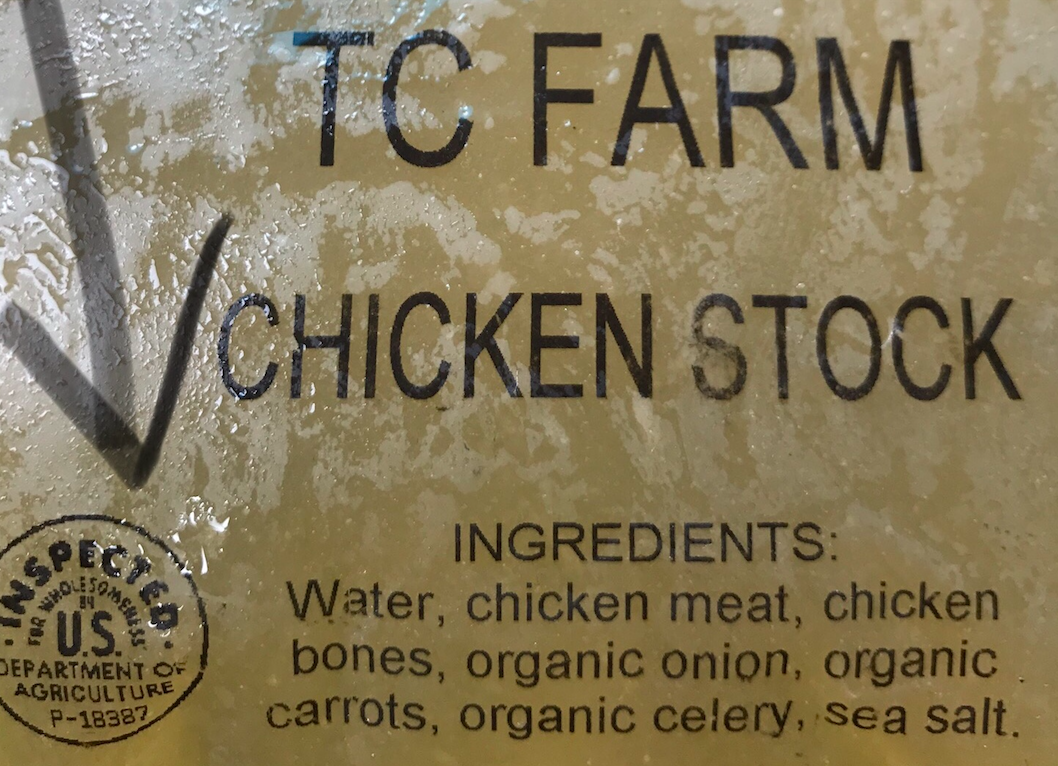 TC FARM
CHICKEN STOCK
INSPECTED
FOR WHOLESOMENESS
BY
U.S.
DEPARTMENT OF
AGRICULTURE
P-18387
INGREDIENTS:
Water, chicken meat, chicken
bones, organic onion, organic
carrots, organic celery, sea salt.